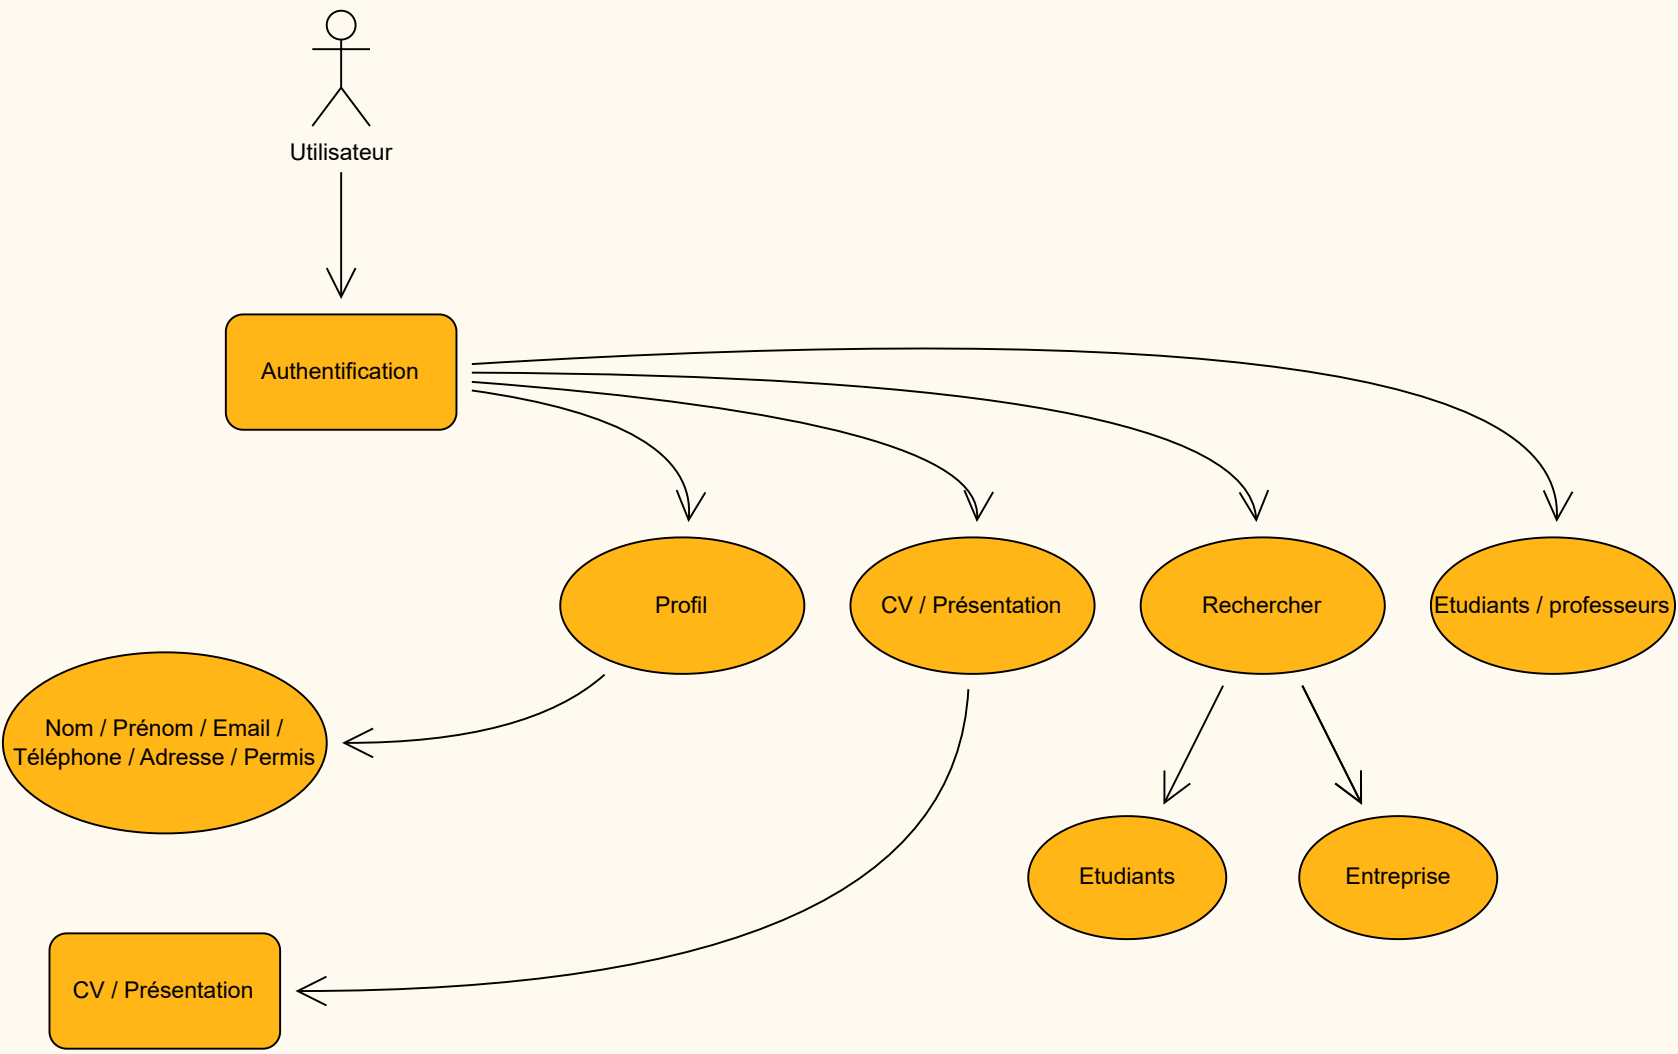 Utilisateur
Authentification
Profil
CV / Présentation
Rechercher
Etudiants / professeurs
Nom / Prénom / Email /
Téléphone / Adresse / Permis
Etudiants
Entreprise
CV / Présentation